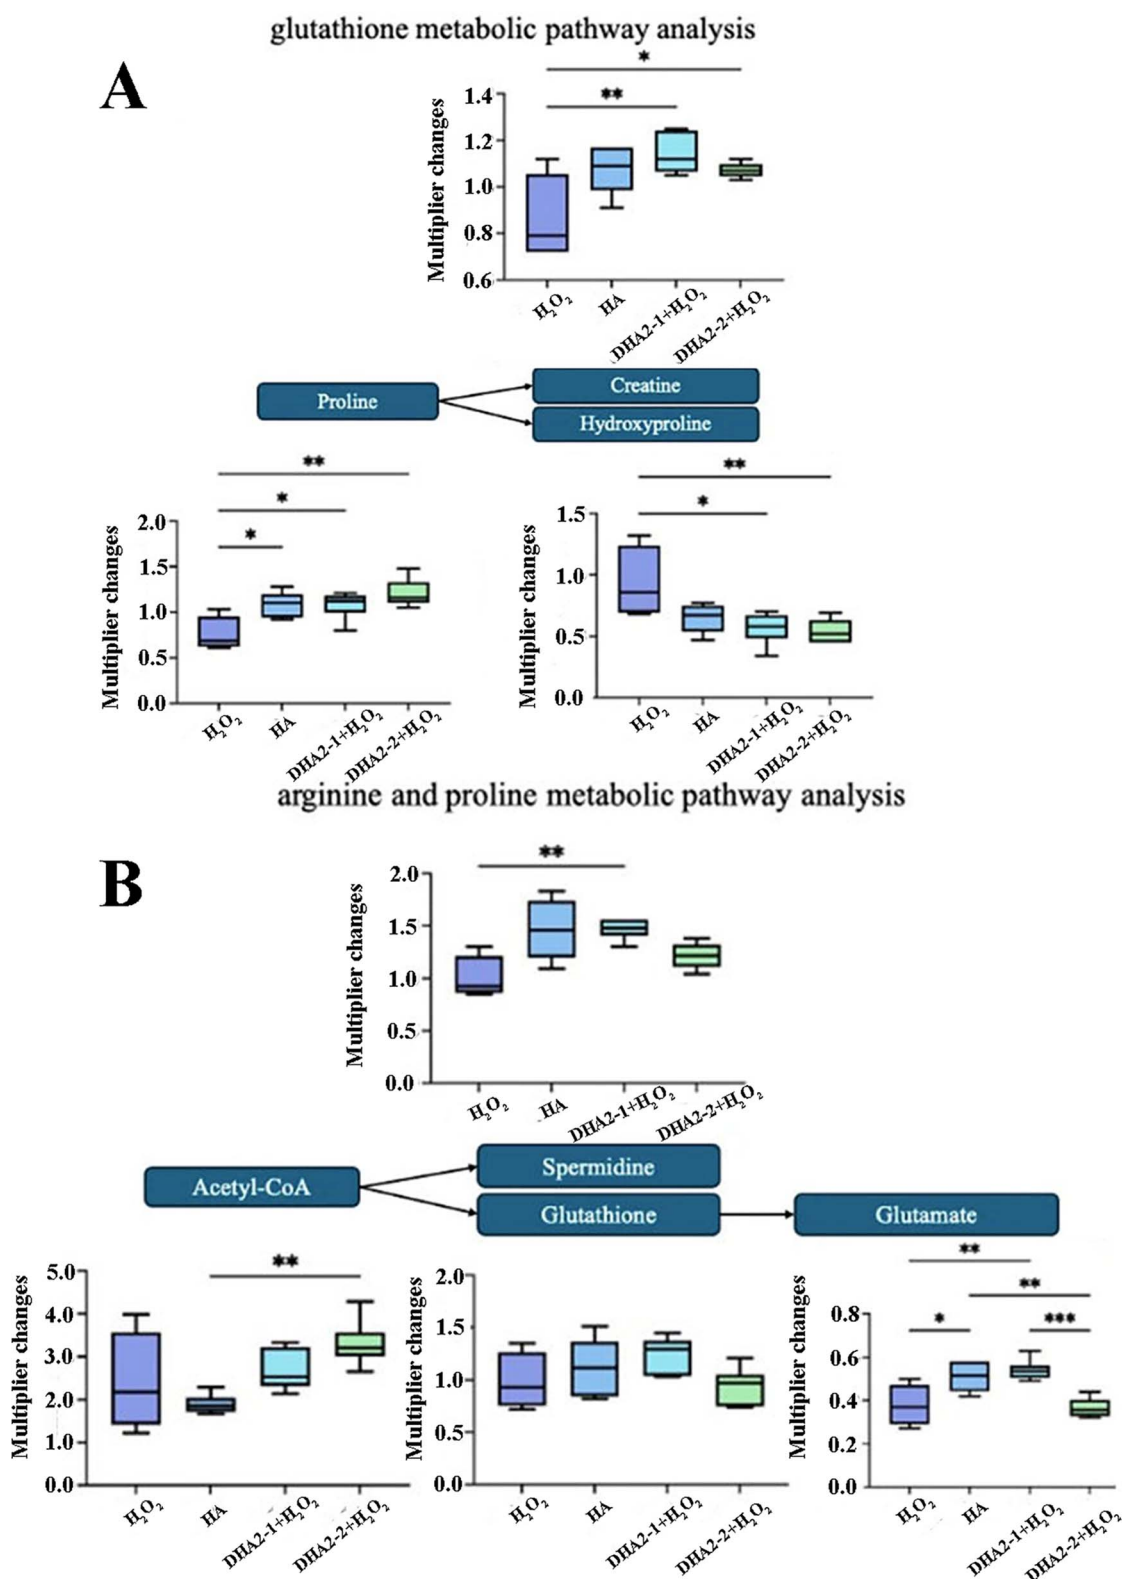 glutathione metabolic pathway analysis
A
*
**
Multiplier changes
1.4
1.2
1.0
0.8
0.6
H₂O₂
HA
DHA2-1+H₂O₂
DHA2-2+H₂O₂
Proline
Creatine
Hydroxyproline
**
*
*
Multiplier changes
2.0
1.5
1.0
0.5
0.0
H₂O₂
HA
DHA2-1+H₂O₂
DHA2-2+H₂O₂
**
*
Multiplier changes
1.5
1.0
0.5
0.0
H₂O₂
HA
DHA2-1+H₂O₂
DHA2-2+H₂O₂
arginine and proline metabolic pathway analysis
B
**
Multiplier changes
2.0
1.5
1.0
0.5
0.0
H₂O₂
HA
DHA2-1+H₂O₂
DHA2-2+H₂O₂
Acetyl-CoA
Spermidine
Glutathione
Glutamate
**
Multiplier changes
5.0
4.0
3.0
2.0
1.0
0.0
H₂O₂
HA
DHA2-1+H₂O₂
DHA2-2+H₂O₂
Multiplier changes
2.0
1.5
1.0
0.5
0.0
H₂O₂
HA
DHA2-1+H₂O₂
DHA2-2+H₂O₂
**
**
*
***
Multiplier changes
0.8
0.6
0.4
0.2
0.0
H₂O₂
HA
DHA2-1+H₂O₂
DHA2-2+H₂O₂